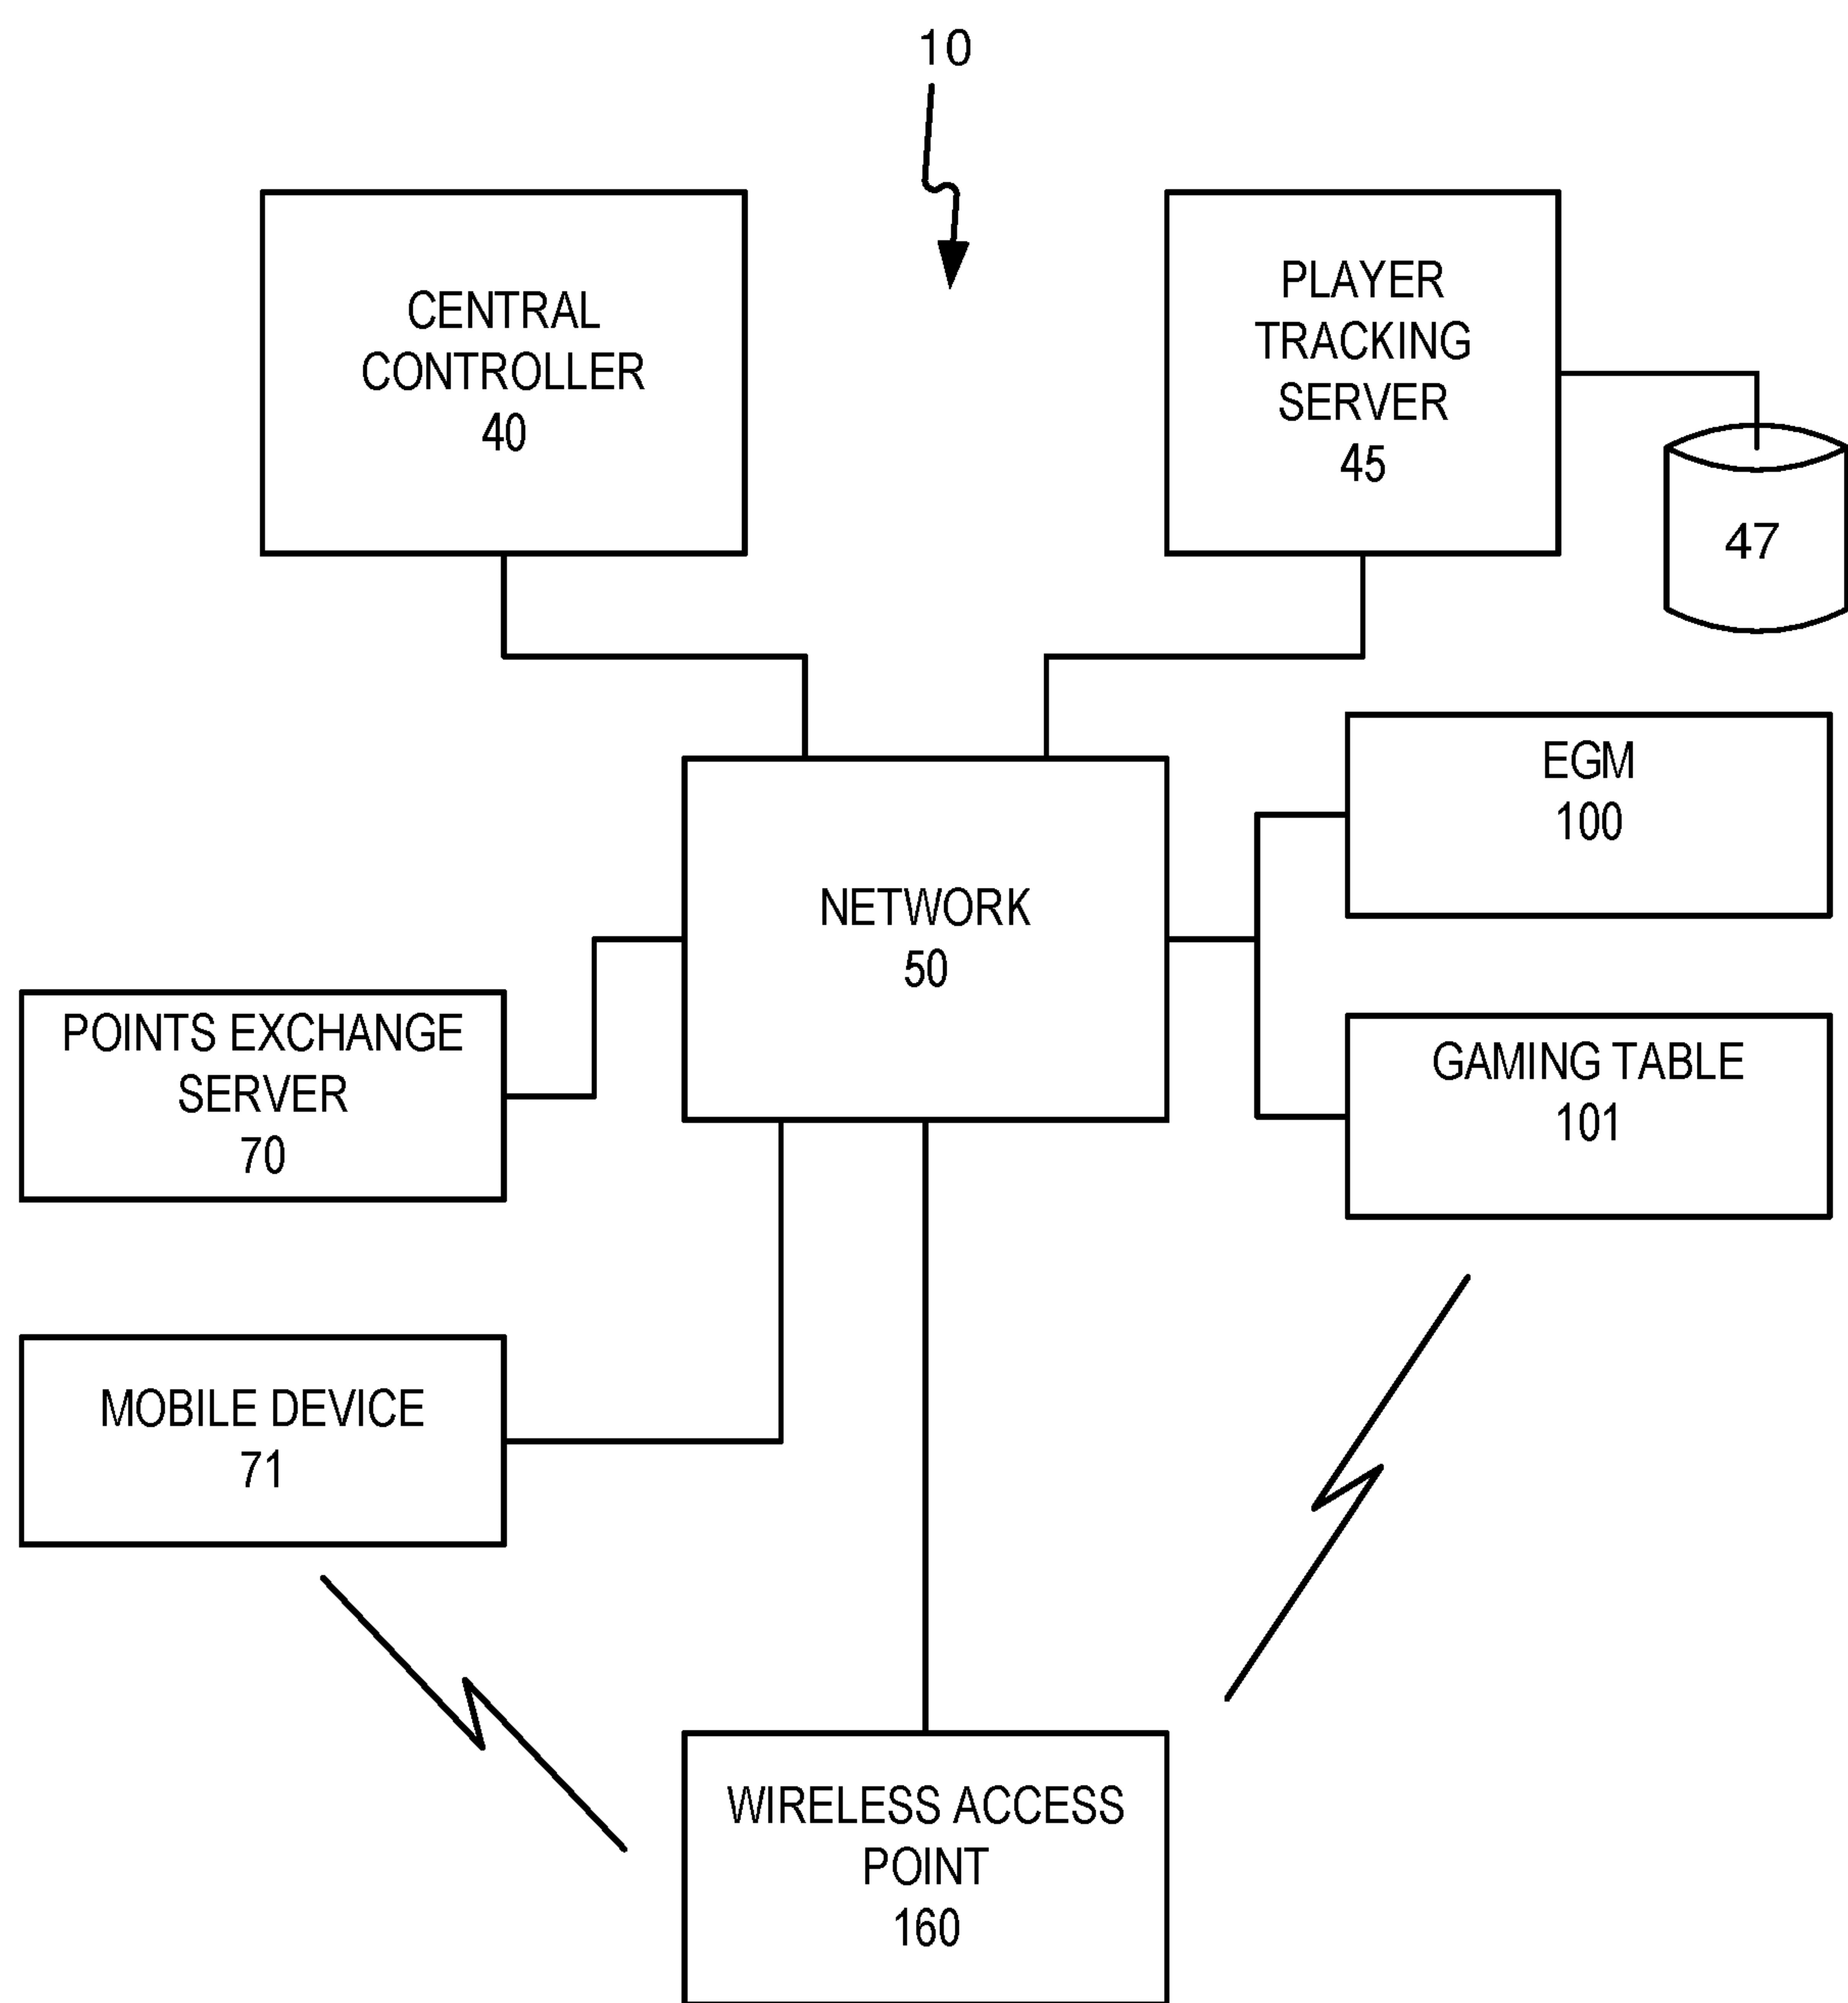 10
CENTRAL
CONTROLLER
40
PLAYER
TRACKING
SERVER
45
47
EGM
100
NETWORK
50
POINTS EXCHANGE
SERVER
70
GAMING TABLE
101
MOBILE DEVICE
71
WIRELESS ACCESS
POINT
160